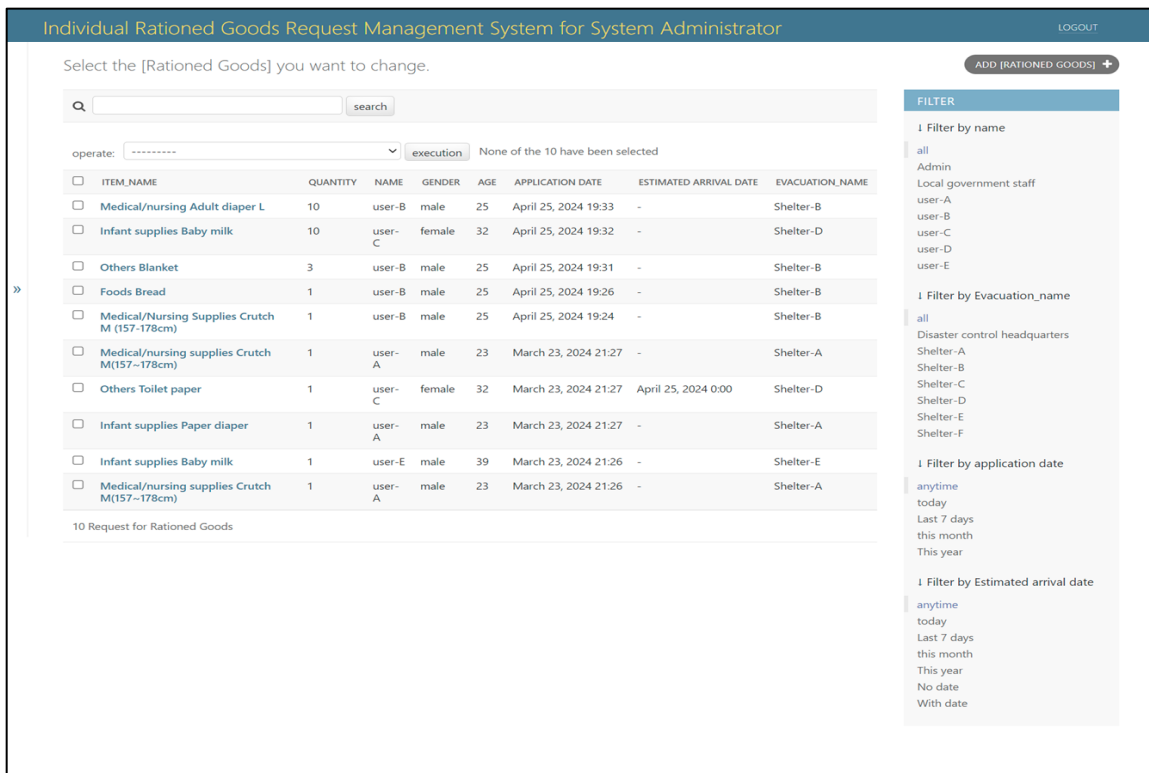 Individual Rationed Goods Request Management System for System Administrator
LOGOUT
Select the [Rationed Goods] you want to change.
ADD [RATIONED GOODS] +
search
operate: --------- execution None of the 10 have been selected
ITEM_NAME QUANTITY NAME GENDER AGE APPLICATION DATE ESTIMATED ARRIVAL DATE EVACUATION_NAME
Medical/nursing Adult diaper L 10 user-B male 25 April 25, 2024 19:33 - Shelter-B
Infant supplies Baby milk 10 user- female 32 April 25, 2024 19:32 - Shelter-D
C
Others Blanket 3 user-B male 25 April 25, 2024 19:31 - Shelter-B
Foods Bread 1 user-B male 25 April 25, 2024 19:26 - Shelter-B
Medical/Nursing Supplies Crutch 1 user-B male 25 April 25, 2024 19:24 - Shelter-B
M (157-178cm)
Medical/nursing supplies Crutch 1 user- male 23 March 23, 2024 21:27 - Shelter-A
M(157~178cm) A
Others Toilet paper 1 user- female 32 March 23, 2024 21:27 April 25, 2024 0:00 Shelter-D
C
Infant supplies Paper diaper 1 user- male 23 March 23, 2024 21:27 - Shelter-A
A
Infant supplies Baby milk 1 user-E male 39 March 23, 2024 21:26 - Shelter-E
Medical/nursing supplies Crutch 1 user- male 23 March 23, 2024 21:26 - Shelter-A
M(157~178cm) A
10 Request for Rationed Goods
»
FILTER
↓ Filter by name
all
Admin
Local government staff
user-A
user-B
user-C
user-D
user-E
↓ Filter by Evacuation_name
all
Disaster control headquarters
Shelter-A
Shelter-B
Shelter-C
Shelter-D
Shelter-E
Shelter-F
↓ Filter by application date
anytime
today
Last 7 days
this month
This year
↓ Filter by Estimated arrival date
anytime
today
Last 7 days
this month
This year
No date
With date